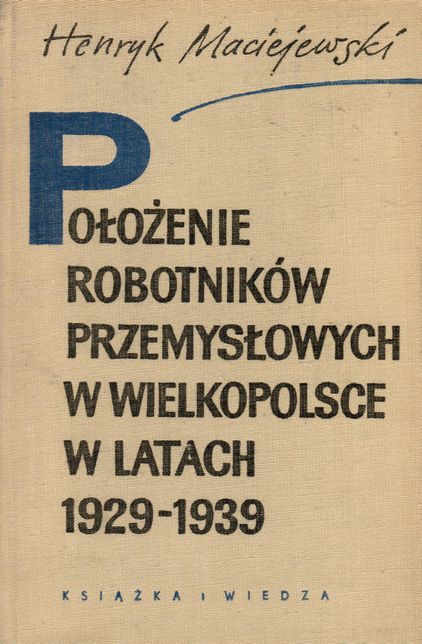 Henryk Maciejewski
POŁOŻENIE
ROBOTNIKÓW
PRZEMYSŁOWYCH
W WIELKOPOLSCE
W LATACH
1929-1939
KSIĄŻKA i WIEDZA